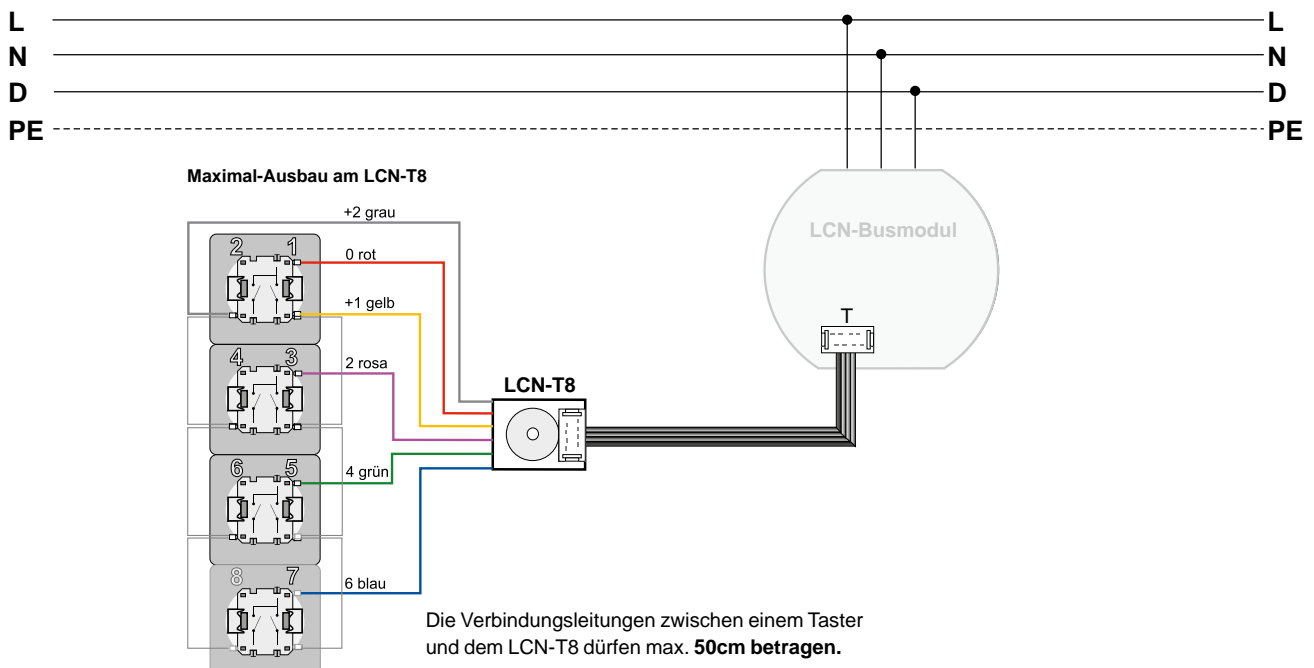 L L
N N
D D
PE PE
Maximal-Ausbau am LCN-T8
+2 grau
LCN-Busmodul
2 1
0 rot
+1 gelb
T
4 3
2 rosa
LCN-T8
6 5
4 grün
8 7
6 blau
Die Verbindungsleitungen zwischen einem Taster
und dem LCN-T8 dürfen max. 50cm betragen.